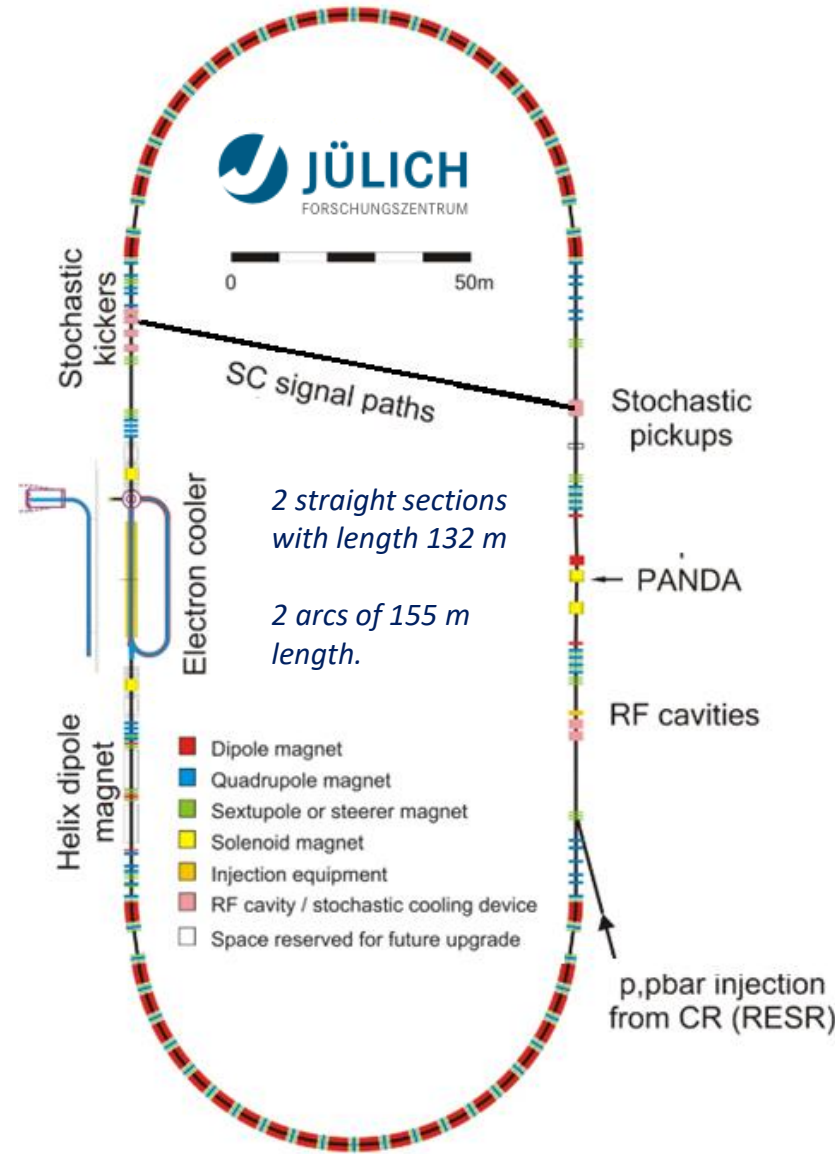 JÜLICH
FORSCHUNGSZENTRUM
0
50m
Stochastic
kickers
SC signal paths
Stochastic
pickups
Electron cooler
2 straight sections
with length 132 m
2 arcs of 155 m
length.
PANDA
RF cavities
Helix dipole
magnet
Dipole magnet
Quadrupole magnet
Sextupole or steerer magnet
Solenoid magnet
Injection equipment
RF cavity / stochastic cooling device
Space reserved for future upgrade
p,pbar injection
from CR (RESR)